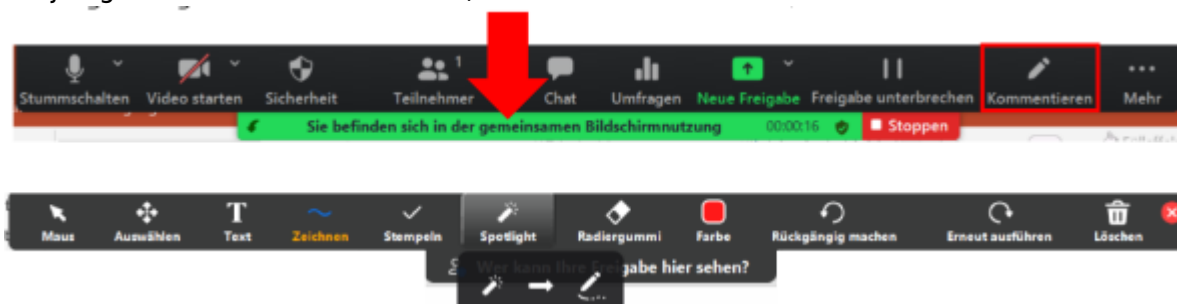 1
Stummschalten Video starten Sicherheit Teilnehmer Chat Umfragen Neue Freigabe Freigabe unterbrechen Kommentieren Mehr
Sie befinden sich in der gemeinsamen Bildschirmnutzung 00:00:16 Stoppen
Maus Auswählen Text Zeichnen Stempeln Spotlight Radiergummi Farbe Rückgängig machen Erneut ausführen Löschen
Wer kann Ihre Freigabe hier sehen?